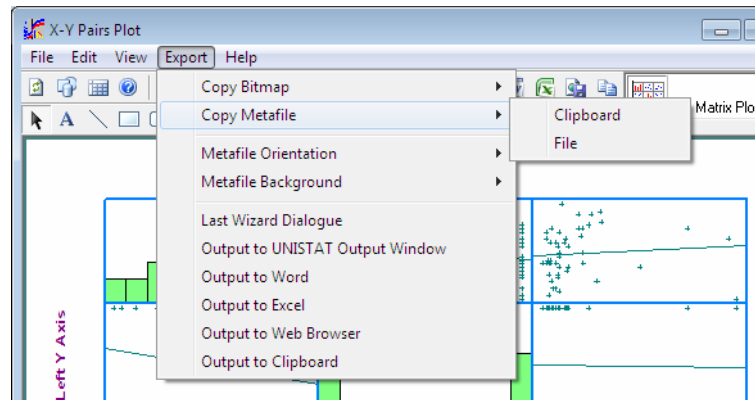 X-Y Pairs Plot
File Edit View Export Help
Copy Bitmap
Copy Metafile
Matrix Plo
Clipboard
File
Metafile Orientation
Metafile Background
Last Wizard Dialogue
Output to UNISTAT Output Window
Output to Word
Output to Excel
Output to Web Browser
Output to Clipboard
Left Y Axis